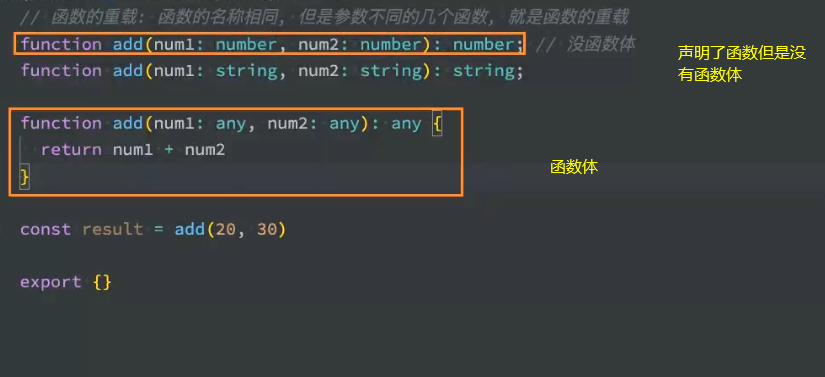 // 函数的重载: 函数的名称相同, 但是参数不同的几个函数, 就是函数的重载
function add(num1: number, num2: number): number; // 没函数体
声明了函数但是没
有函数体
function add(num1: string, num2: string): string;
function add(num1: any, num2: any): any {
return num1 + num2
}
函数体
const result = add(20, 30)
export {}